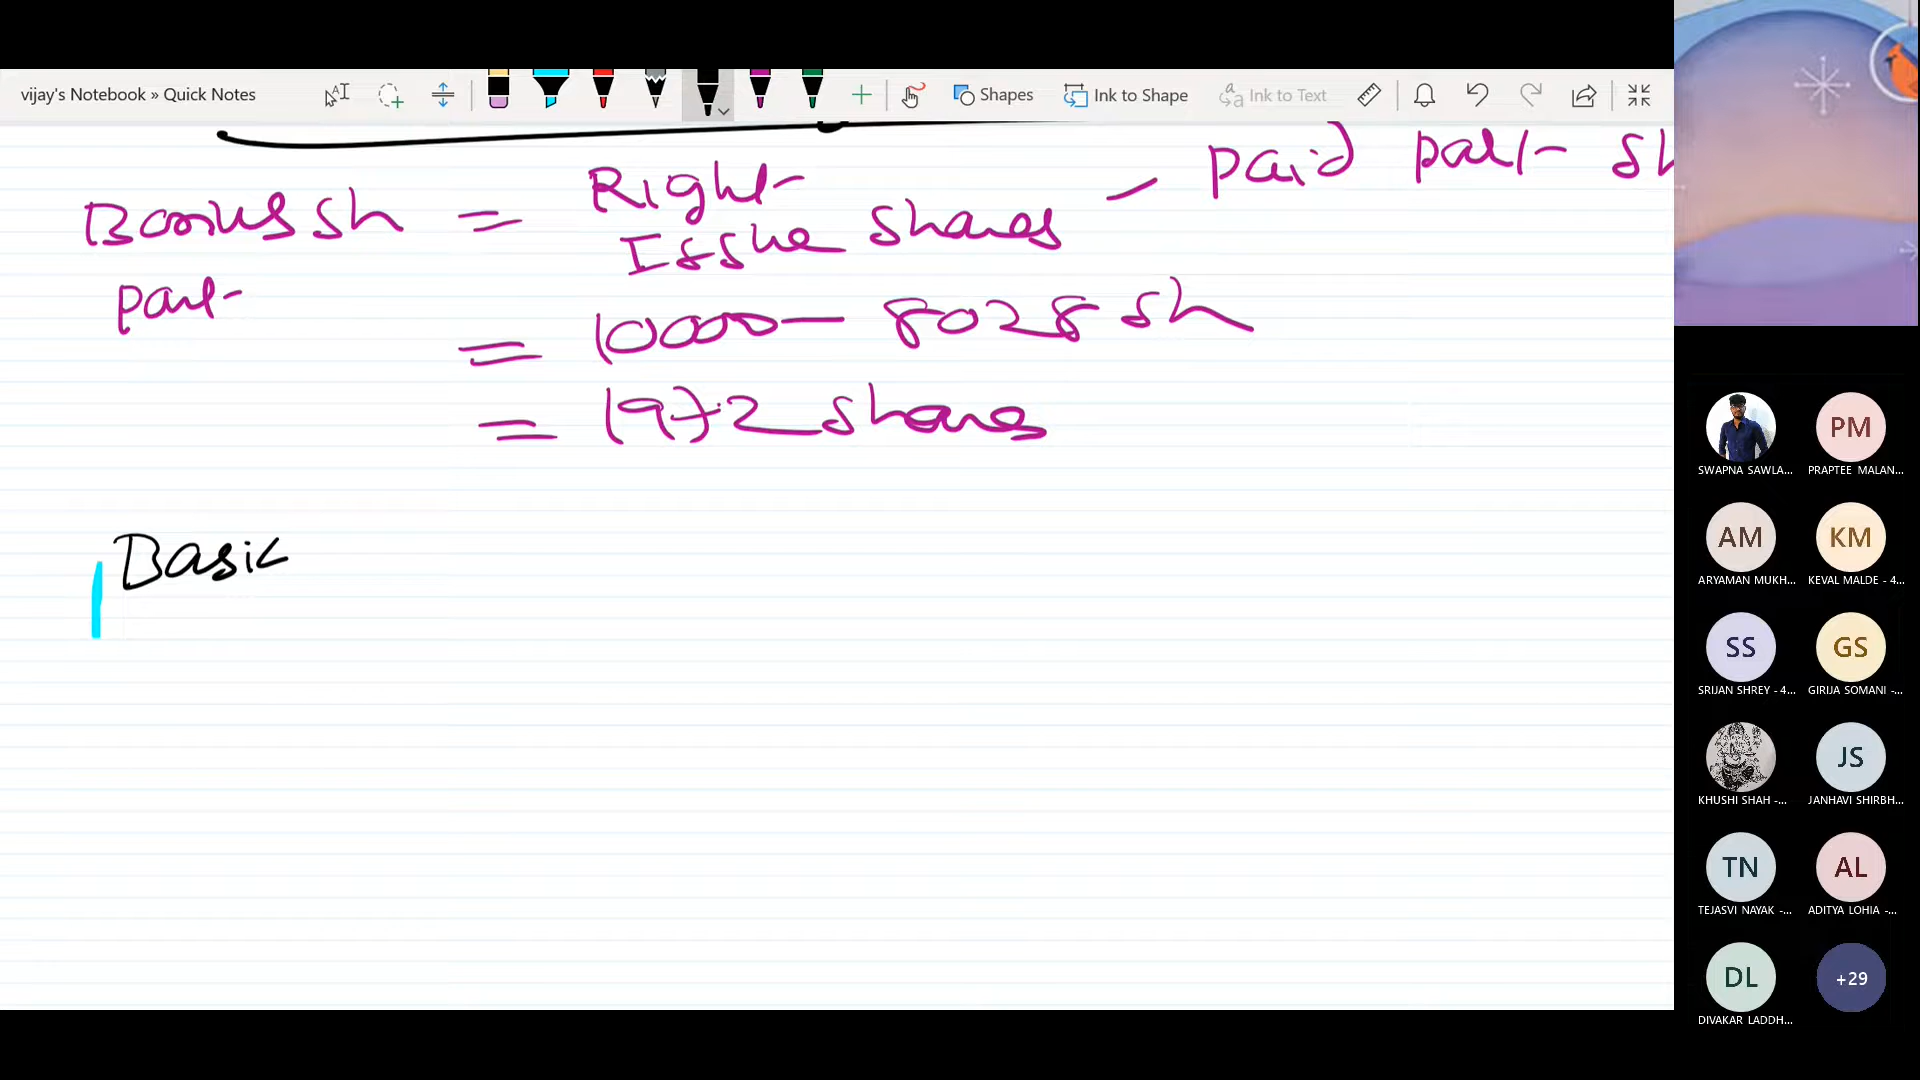 vijay's Notebook » Quick Notes
Shapes
Ink to Shape
Ink to Text
Bonus sh = Right Issue shares - paid part sh
part
= 10000 - 8028 sh
= 1972 shares
Basic
SWAPNA SAWLA...
PM
PRAPTEE MALAN...
AM
ARYAMAN MUKH...
KM
KEVAL MALDE - 4...
SS
SRIJAN SHREY - 4...
GS
GIRIJA SOMANI -...
KHUSHI SHAH -...
JS
JANHAVI SHIRBH...
TN
TEJASVI NAYAK -...
AL
ADITYA LOHIA -...
DL
DIVAKAR LADDH...
+29